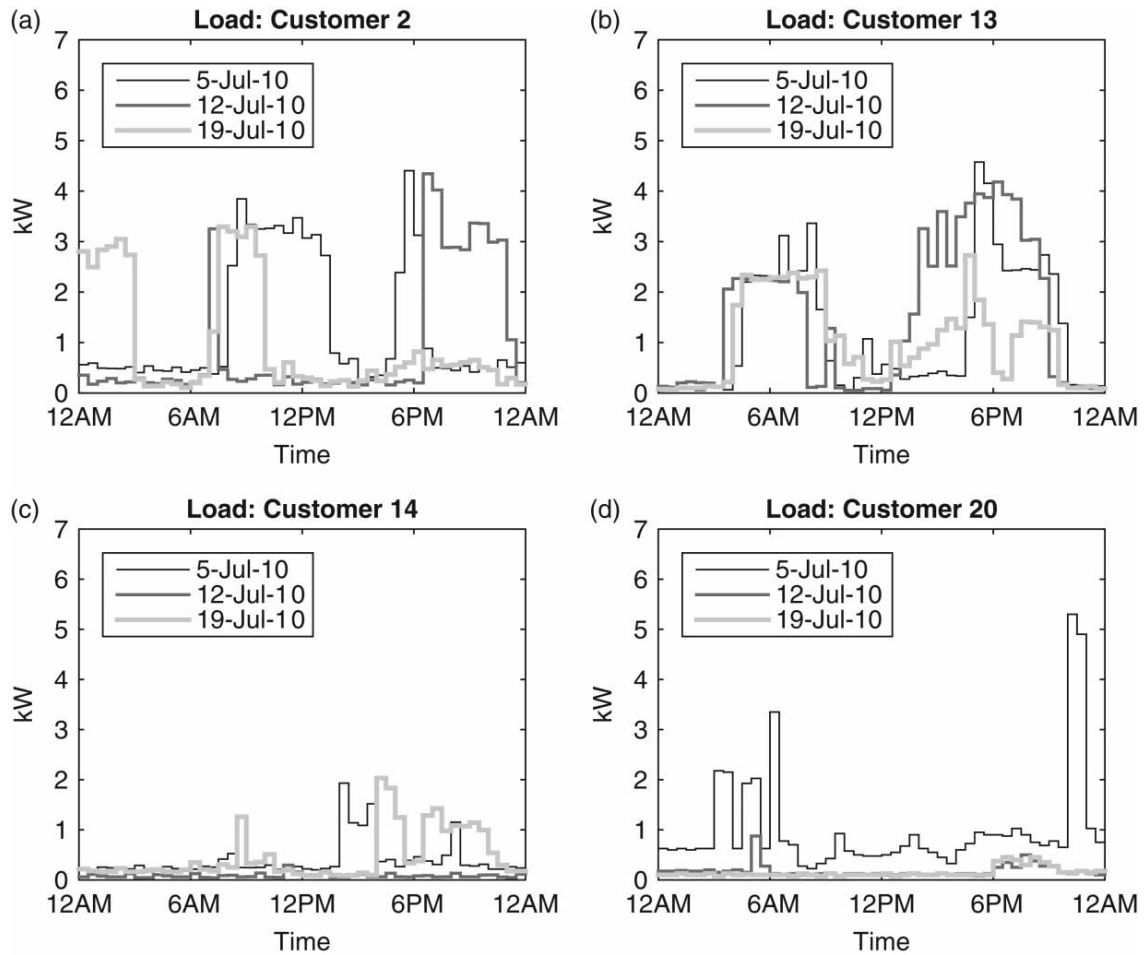 (a) Load: Customer 2
7
6
5
4
3
2
1
0
kW
5-Jul-10
12-Jul-10
19-Jul-10
12AM 6AM 12PM 6PM 12AM
Time
(b) Load: Customer 13
7
6
5
4
3
2
1
0
kW
5-Jul-10
12-Jul-10
19-Jul-10
12AM 6AM 12PM 6PM 12AM
Time
(c) Load: Customer 14
7
6
5
4
3
2
1
0
kW
5-Jul-10
12-Jul-10
19-Jul-10
12AM 6AM 12PM 6PM 12AM
Time
(d) Load: Customer 20
7
6
5
4
3
2
1
0
kW
5-Jul-10
12-Jul-10
19-Jul-10
12AM 6AM 12PM 6PM 12AM
Time